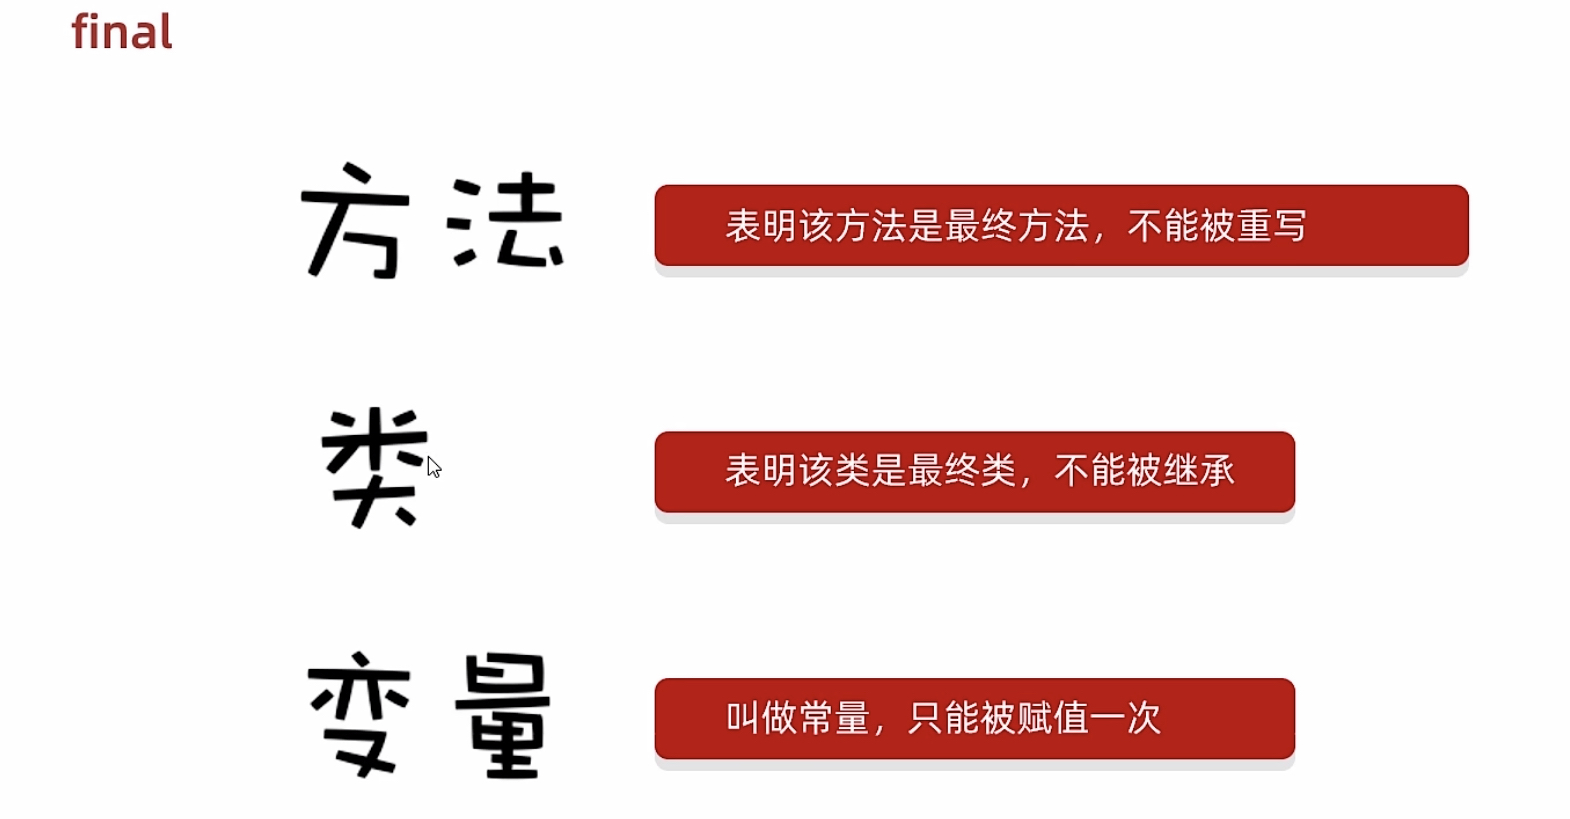 final
方法
表明该方法是最终方法，不能被重写
类
表明该类是最终类，不能被继承
变量
叫做常量，只能被赋值一次